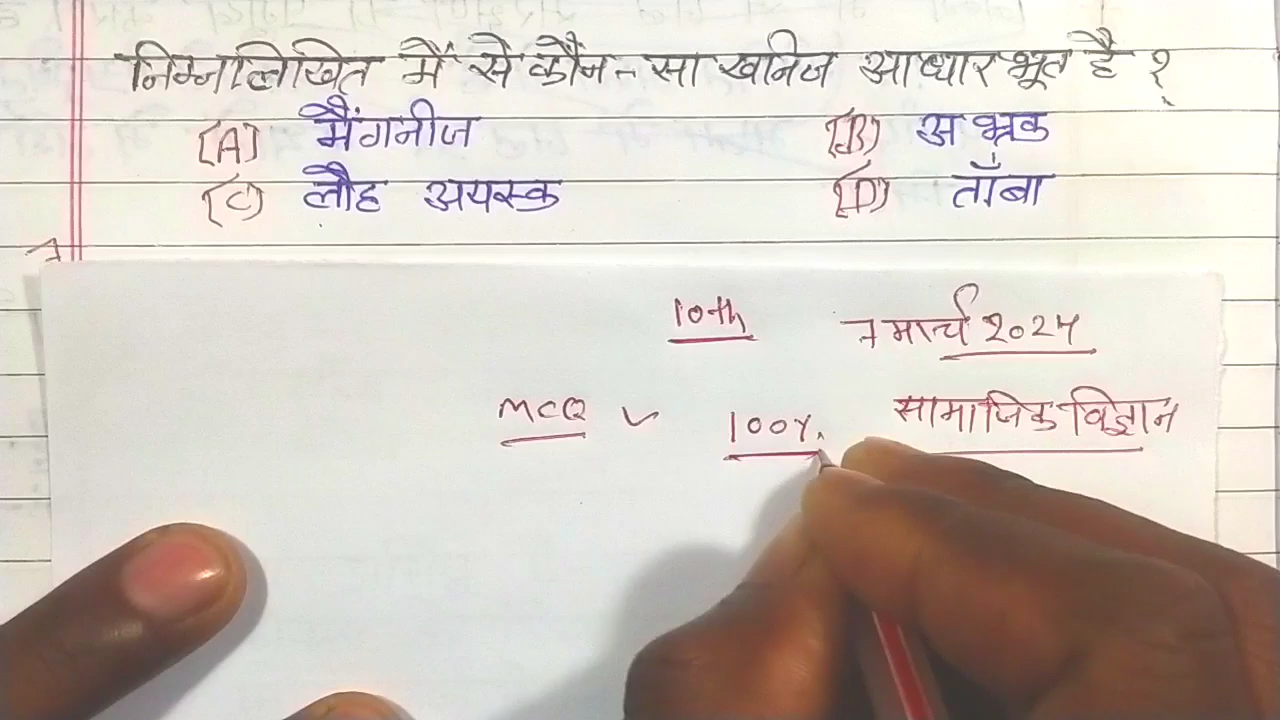 निम्नलिखित में से कौन-सा खनिज आधारभूत है ?
(A) मैंगनीज (B) अभ्रक
(C) लौह अयस्क (D) ताँबा
10th 7 मार्च 2024
MCQ ✓ 100% सामाजिक विज्ञान